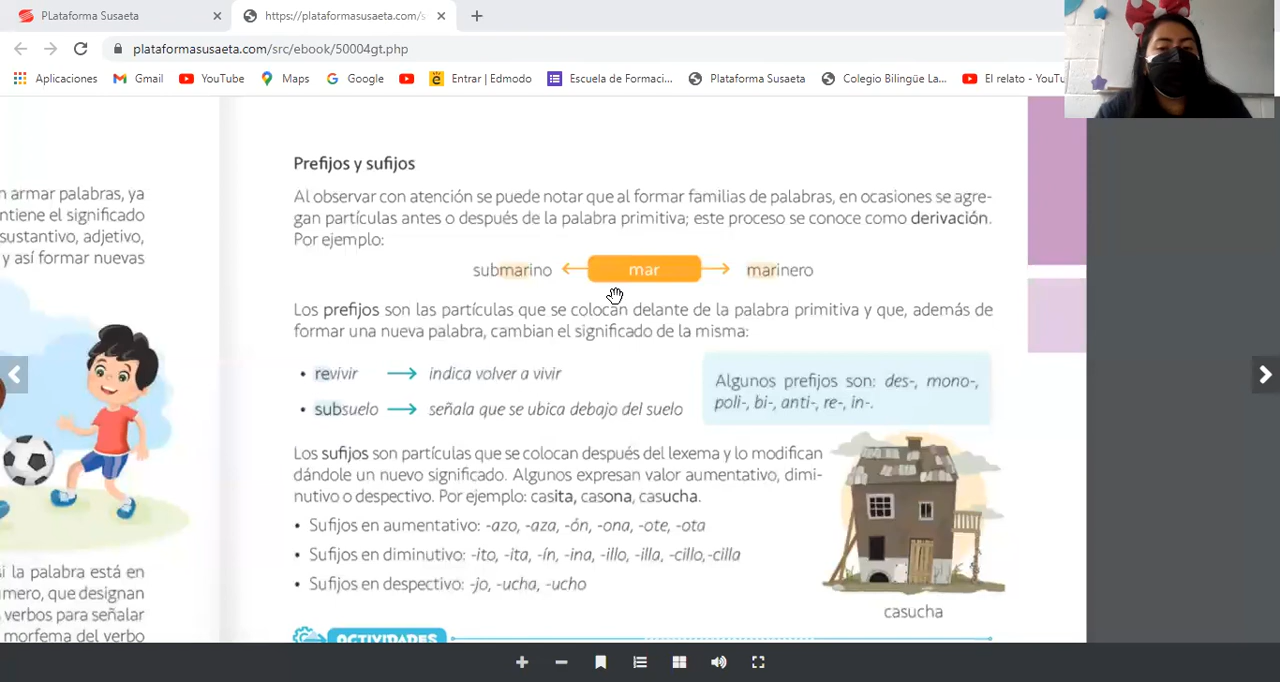 PLataforma Susaeta
https://plataformasusaeta.com/s
plataformasusaeta.com/src/ebook/50004gt.php
Aplicaciones Gmail YouTube Maps Google Entrar | Edmodo Escuela de Formaci... Plataforma Susaeta Colegio Bilingüe La... El relato - YouTu
n armar palabras, ya
ntiene el significado
sustantivo, adjetivo,
y así formar nuevas
si la palabra está en
úmero, que designan
verbos para señalar
morfema del verbo
Prefijos y sufijos
Al observar con atención se puede notar que al formar familias de palabras, en ocasiones se agre-
gan partículas antes o después de la palabra primitiva; este proceso se conoce como derivación.
Por ejemplo:
submarino mar marinero
Los prefijos son las partículas que se colocan delante de la palabra primitiva y que, además de
formar una nueva palabra, cambian el significado de la misma:
• revivir → indica volver a vivir
• subsuelo → señala que se ubica debajo del suelo
Algunos prefijos son: des-, mono-,
poli-, bi-, anti-, re-, in-.
Los sufijos son partículas que se colocan después del lexema y lo modifican
dándole un nuevo significado. Algunos expresan valor aumentativo, dimi-
nutivo o despectivo. Por ejemplo: casita, casona, casucha.
• Sufijos en aumentativo: -azo, -aza, -ón, -ona, -ote, -ota
• Sufijos en diminutivo: -ito, -ita, -ín, -ina, -illo, -illa, -cillo, -cilla
• Sufijos en despectivo: -jo, -ucha, -ucho
casucha
ACTIVIDADES